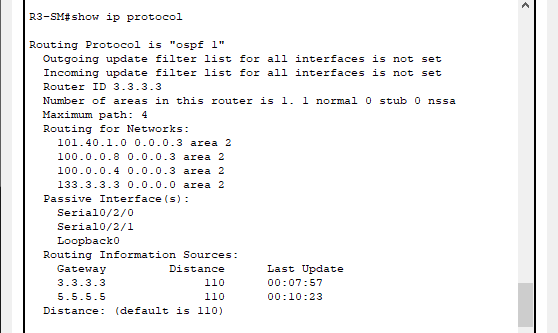 R3-SM#show ip protocol
Routing Protocol is "ospf 1"
Outgoing update filter list for all interfaces is not set
Incoming update filter list for all interfaces is not set
Router ID 3.3.3.3
Number of areas in this router is 1. 1 normal 0 stub 0 nssa
Maximum path: 4
Routing for Networks:
101.40.1.0 0.0.0.3 area 2
100.0.0.8 0.0.0.3 area 2
100.0.0.4 0.0.0.3 area 2
133.3.3.3 0.0.0.0 area 2
Passive Interface(s):
Serial0/2/0
Serial0/2/1
Loopback0
Routing Information Sources:
Gateway Distance Last Update
3.3.3.3 110 00:07:57
5.5.5.5 110 00:10:23
Distance: (default is 110)